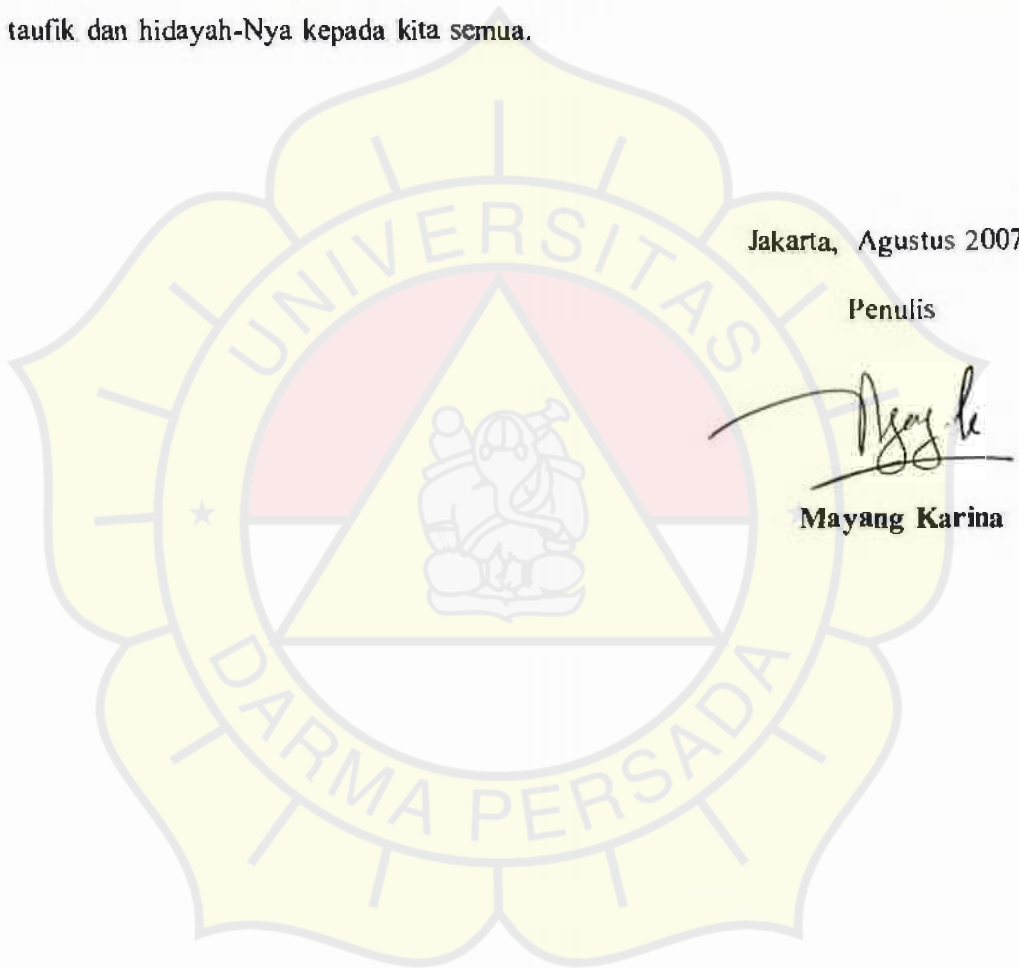 taufik dan hidayah-Nya kepada kita semua.
UNIVERSITAS
Jakarta, Agustus 2007
Penulis
Mayang Karina
DARMA PERSADA